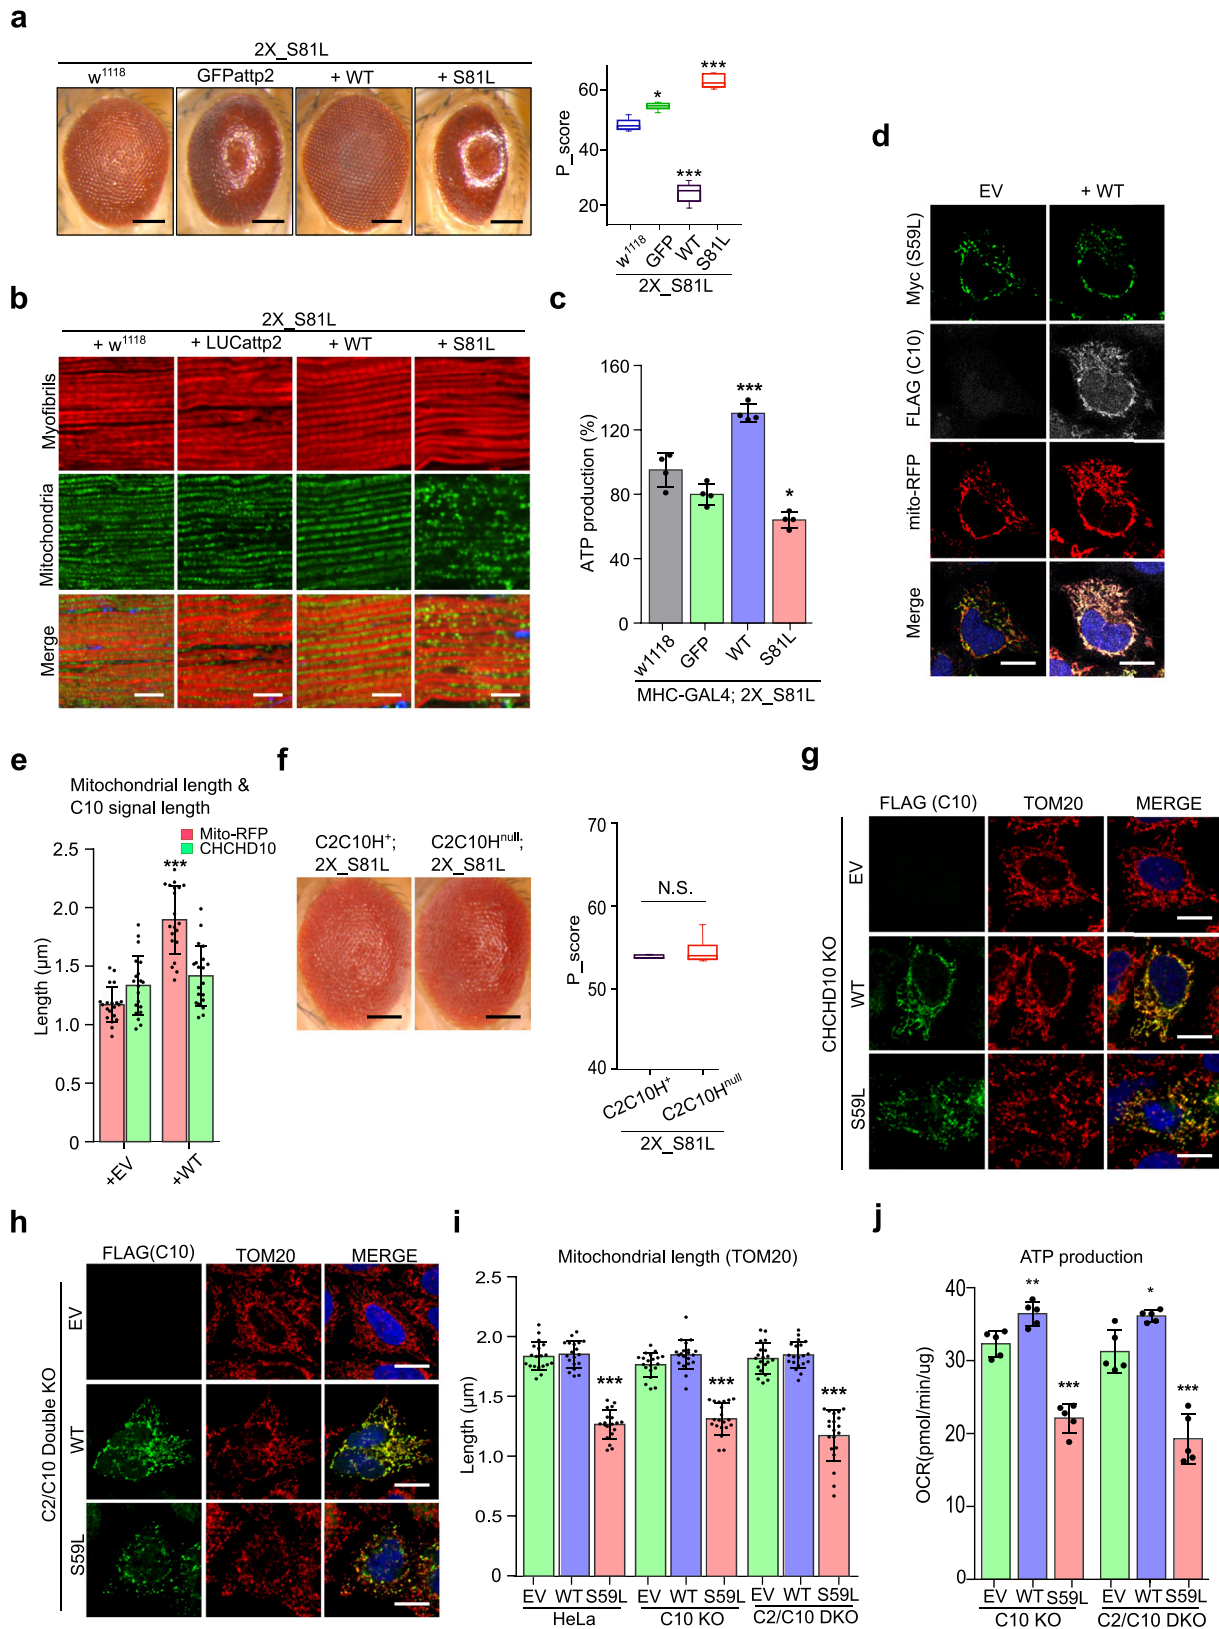 a
2X_S81L
w1118
GFPattp2
+ WT
+ S81L
P_score
60
40
20
*
***
***
w1118
GFP
WT
S81L
2X_S81L
b
2X_S81L
+ w1118
+ LUCattp2
+ WT
+ S81L
Myofibrils
Mitochondria
Merge
c
ATP production (%)
160
120
80
40
0
***
*
w1118
GFP
WT
S81L
MHC-GAL4; 2X_S81L
d
EV
+ WT
Myc (S59L)
FLAG (C10)
mito-RFP
Merge
e
Mitochondrial length &
C10 signal length
Mito-RFP
CHCHD10
Length (µm)
2.5
2.0
1.5
1.0
0.5
0
***
+EV
+WT
f
C2C10H+;
2X_S81L
C2C10Hnull;
2X_S81L
P_score
70
60
50
40
N.S.
C2C10H+
C2C10Hnull
2X_S81L
g
FLAG (C10)
TOM20
MERGE
CHCHD10 KO
EV
WT
S59L
h
FLAG(C10)
TOM20
MERGE
C2/C10 Double KO
EV
WT
S59L
i
Mitochondrial length (TOM20)
Length (µm)
2.5
2.0
1.5
1.0
0.5
0
***
***
***
EV WT S59L
HeLa
EV WT S59L
C10 KO
EV WT S59L
C2/C10 DKO
j
ATP production
OCR(pmol/min/ug)
40
30
20
10
0
**
***
*
***
EV WT S59L
C10 KO
EV WT S59L
C2/C10 DKO